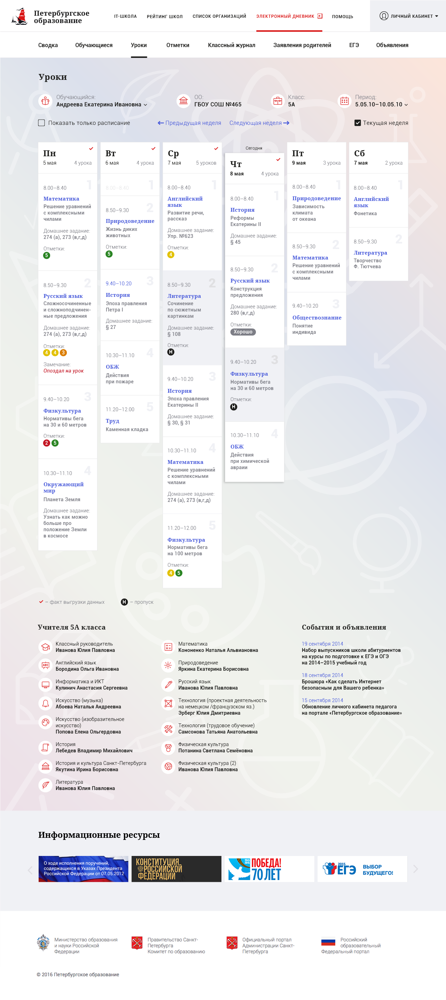 Петербургское
образование
IT-ШКОЛА
РЕЙТИНГ ШКОЛ
СПИСОК ОРГАНИЗАЦИЙ
ЭЛЕКТРОННЫЙ ДНЕВНИК
ПОМОЩЬ
ЛИЧНЫЙ КАБИНЕТ
Сводка
Обучающиеся
Уроки
Отметки
Классный журнал
Заявления родителей
ЕГЭ
Объявления
Уроки
Обучающийся:
Андреева Екатерина Ивановна
ОО:
ГБОУ СОШ №465
Класс:
5А
Период:
5.05.10–10.05.10
Показать только расписание
Предыдущая неделя
Следующая неделя
Текущая неделя
Пн
5 мая 4 урока
1
8.00–8.40
Математика
Решение уравнений
с комплексными
чилами
Домашнее задание:
274 (а), 273 (в,г,д)
Отметки:
5
2
8.50–9.30
Русский язык
Сложносочиненные
и сложноподчинен-
ные предложения
Домашнее задание:
274 (а), 273 (в,г,д)
Отметки:
4 4 3
Замечание:
Опоздал на урок
3
9.40–10.20
Физкультура
Нормативы бега
на 30 и 60 метров
Отметки:
2 5
4
10.30–11.10
Окружающий
мир
Планета Земля
Домашнее задание:
Узнать как можно
больше про
положение Земли
в космосе
Вт
6 мая 4 урока
1
8.00–8.40
2
8.50–9.30
Природоведение
Жизнь диких
животных
Отметки:
5
3
9.40–10.20
История
Эпоха правления
Петра I
Домашнее задание:
§ 27
4
10.30–11.10
ОБЖ
Действия
при пожаре
5
11.20–12.00
Труд
Каменная кладка
Ср
7 мая 5 уроков
1
8.00–8.40
Английский
язык
Развитие речи,
рассказ
Домашнее задание:
Упр. №623
Отметки:
4
2
8.50–9.30
Литература
Сочинение
по сюжетным
картинкам
Домашнее задание:
§ 108
Отметки:
Н
3
9.40–10.20
История
Эпоха правления
Екатерины II
Домашнее задание:
§ 30, § 31
4
10.30–11.10
Математика
Решение уравнений
с комплексными
чилами
Домашнее задание:
274 (а), 273 (в,г,д)
5
11.20–12.00
Физкультура
Нормативы бега
на 100 метров
Отметки:
4 5
Сегодня
Чт
8 мая 4 урока
1
8.00–8.40
История
Реформы
Екатерины II
Домашнее задание:
§ 45
2
8.50–9.30
Русский язык
Конструкция
предложения
Домашнее задание:
280 (в,г,д)
Отметки:
Хорошо
3
9.40–10.20
Физкультура
Нормативы бега
на 30 и 60 метров
Отметки:
Н
4
10.30–11.10
ОБЖ
Действия
при химической
авраии
Пт
9 мая 3 урока
1
8.00–8.40
Природоведение
Зависимость
климата
от океана
2
8.50–9.30
Математика
Решение уравнений
с комплексными
чилами
3
9.40–10.20
Обществознание
Понятие
индивида
Сб
7 мая 2 урока
1
8.00–8.40
Английский
язык
Фонетика
2
8.50–9.30
Литература
Творчество
Ф. Тютчева
– факт выгрузки данных
Н – пропуск
Учителя 5А класса
Классный руководитель
Иванова Юлия Павловна
Английский язык
Бородина Ольга Ивановна
Информатика и ИКТ
Кулинич Анастасия Сергеевна
Искусство (музыка)
Абоева Наталья Андреевна
Искусство (изобразительное
искусство)
Попова Елена Ольгердовна
История
Лебедев Владимир Михайлович
История и культура Санкт-Петербурга
Якутина Ирина Борисовна
Литература
Иванова Юлия Павловна
Математика
Кононенко Наталья Альвиановна
Природоведение
Яркина Екатерина Борисовна
Русский язык
Иванова Юлия Павловна
Технология (проектная деятельность
на немецком /французском яз.)
Эрберг Юлия Дмитриевна
Технология (трудовое обучение)
Самсонова Татьяна Анатольевна
Физическая культура
Потанина Светлана Семёновна
Физическая культура (2)
Иванова Юлия Павловна
ABC
События и объявления
19 сентября 2014
Набор выпускников школи абитуриентов
на курсы по подготовке к ЕГЭ и ОГЭ
на 2014–2015 учебный год
18 сентября 2014
Брошюра «Как сделать Интернет
безопасным для Вашего ребенка»
15 сентября 2014
Обновление личного кабинета педагога
на портале «Петербургское образование»
Информационные ресурсы
О ходе исполнения поручений,
содержащихся в Указах Президента
Российской Федерации от 07.05.2012
КОНСТИТУЦИЯ
РОССИЙСКОЙ
ФЕДЕРАЦИИ
1945
2015
ПОБЕДА!
70 ЛЕТ
2015
ЕГЭ
ВЫБОР
БУДУЩЕГО!
Министерство образования
и науки Российской
Федерации
Правительство Санкт-
Петербурга
Комитет по образованию
Официальный портал
Администрации Санкт-
Петербурга
Российский
образовательный
Федеральный портал
© 2016 Петербургское образование